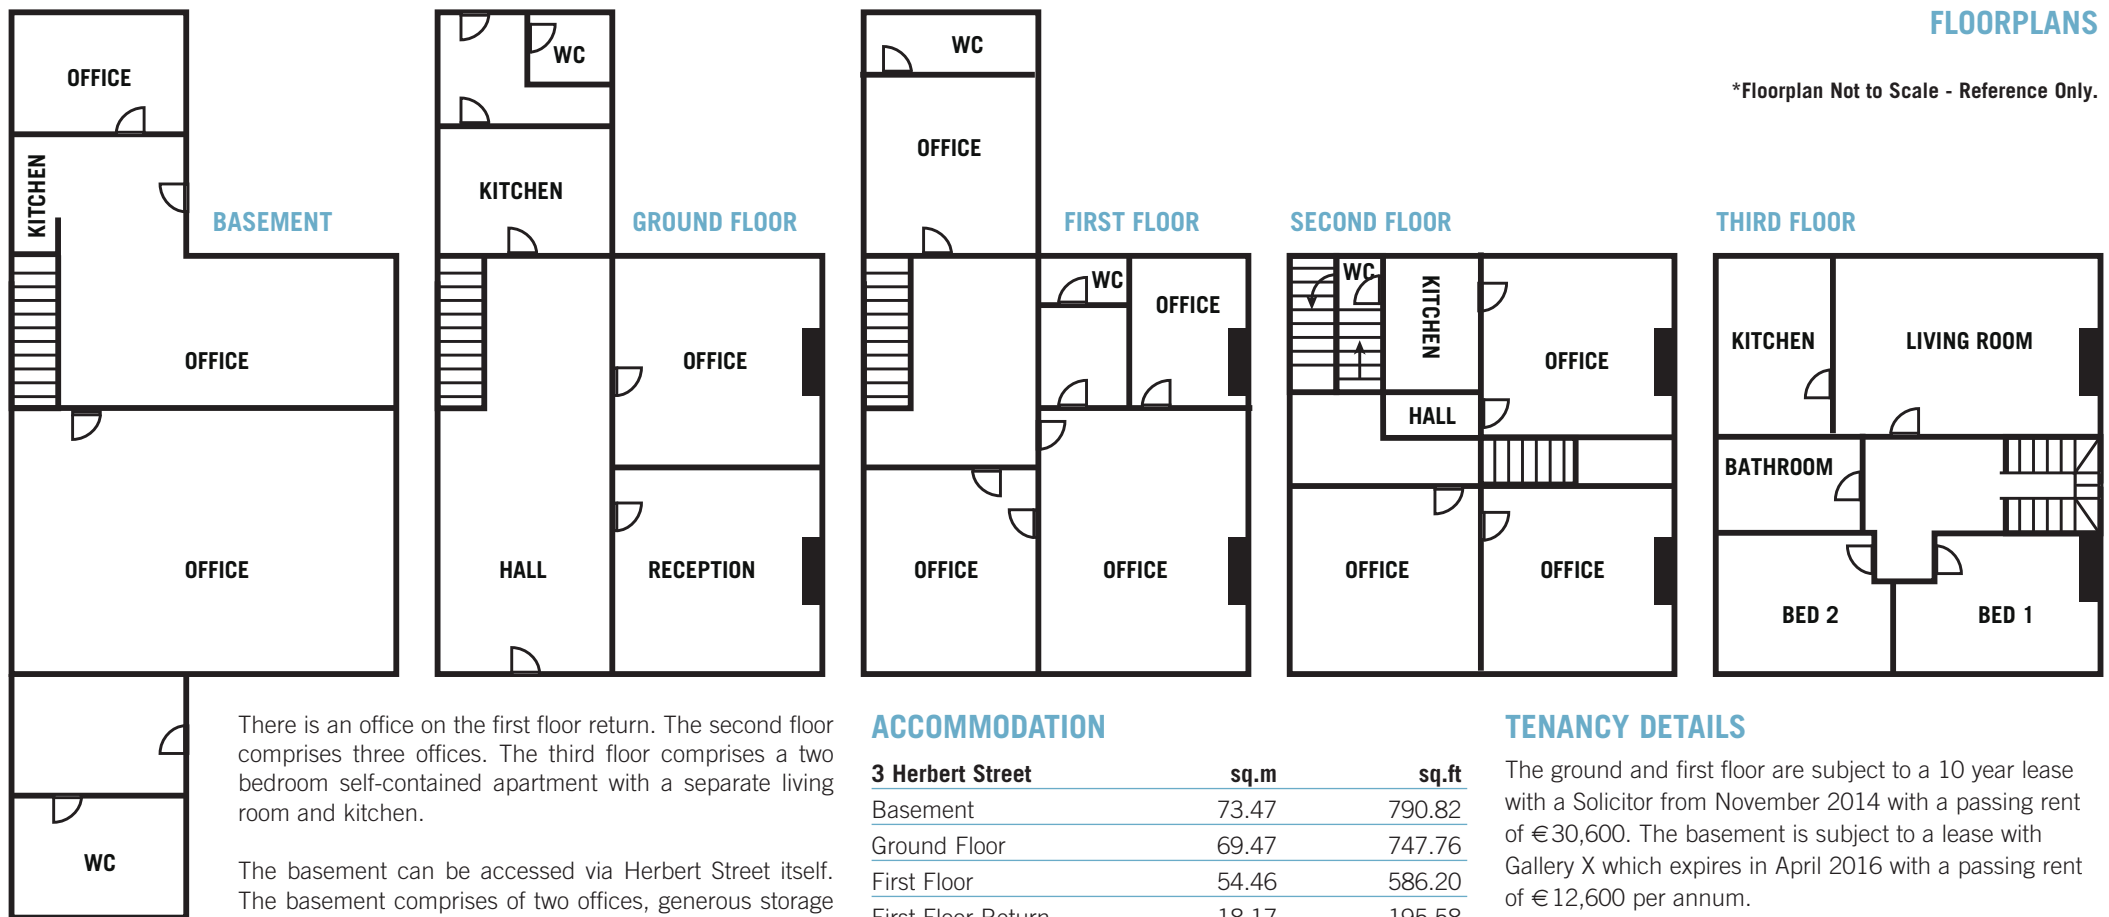 FLOORPLANS
*Floorplan Not to Scale - Reference Only.
BASEMENT
OFFICE
KITCHEN
OFFICE
OFFICE
WC
GROUND FLOOR
WC
KITCHEN
OFFICE
HALL
RECEPTION
FIRST FLOOR
WC
OFFICE
WC
OFFICE
OFFICE
OFFICE
SECOND FLOOR
WC
KITCHEN
OFFICE
HALL
OFFICE
OFFICE
THIRD FLOOR
KITCHEN
LIVING ROOM
BATHROOM
BED 2
BED 1
There is an office on the first floor return. The second floor
comprises three offices. The third floor comprises a two
bedroom self-contained apartment with a separate living
room and kitchen.
The basement can be accessed via Herbert Street itself.
The basement comprises of two offices, generous storage
ACCOMMODATION
3 Herbert Street sq.m sq.ft
Basement 73.47 790.82
Ground Floor 69.47 747.76
First Floor 54.46 586.20
First Floor Return 18.17 195.58
TENANCY DETAILS
The ground and first floor are subject to a 10 year lease
with a Solicitor from November 2014 with a passing rent
of €30,600. The basement is subject to a lease with
Gallery X which expires in April 2016 with a passing rent
of €12,600 per annum.